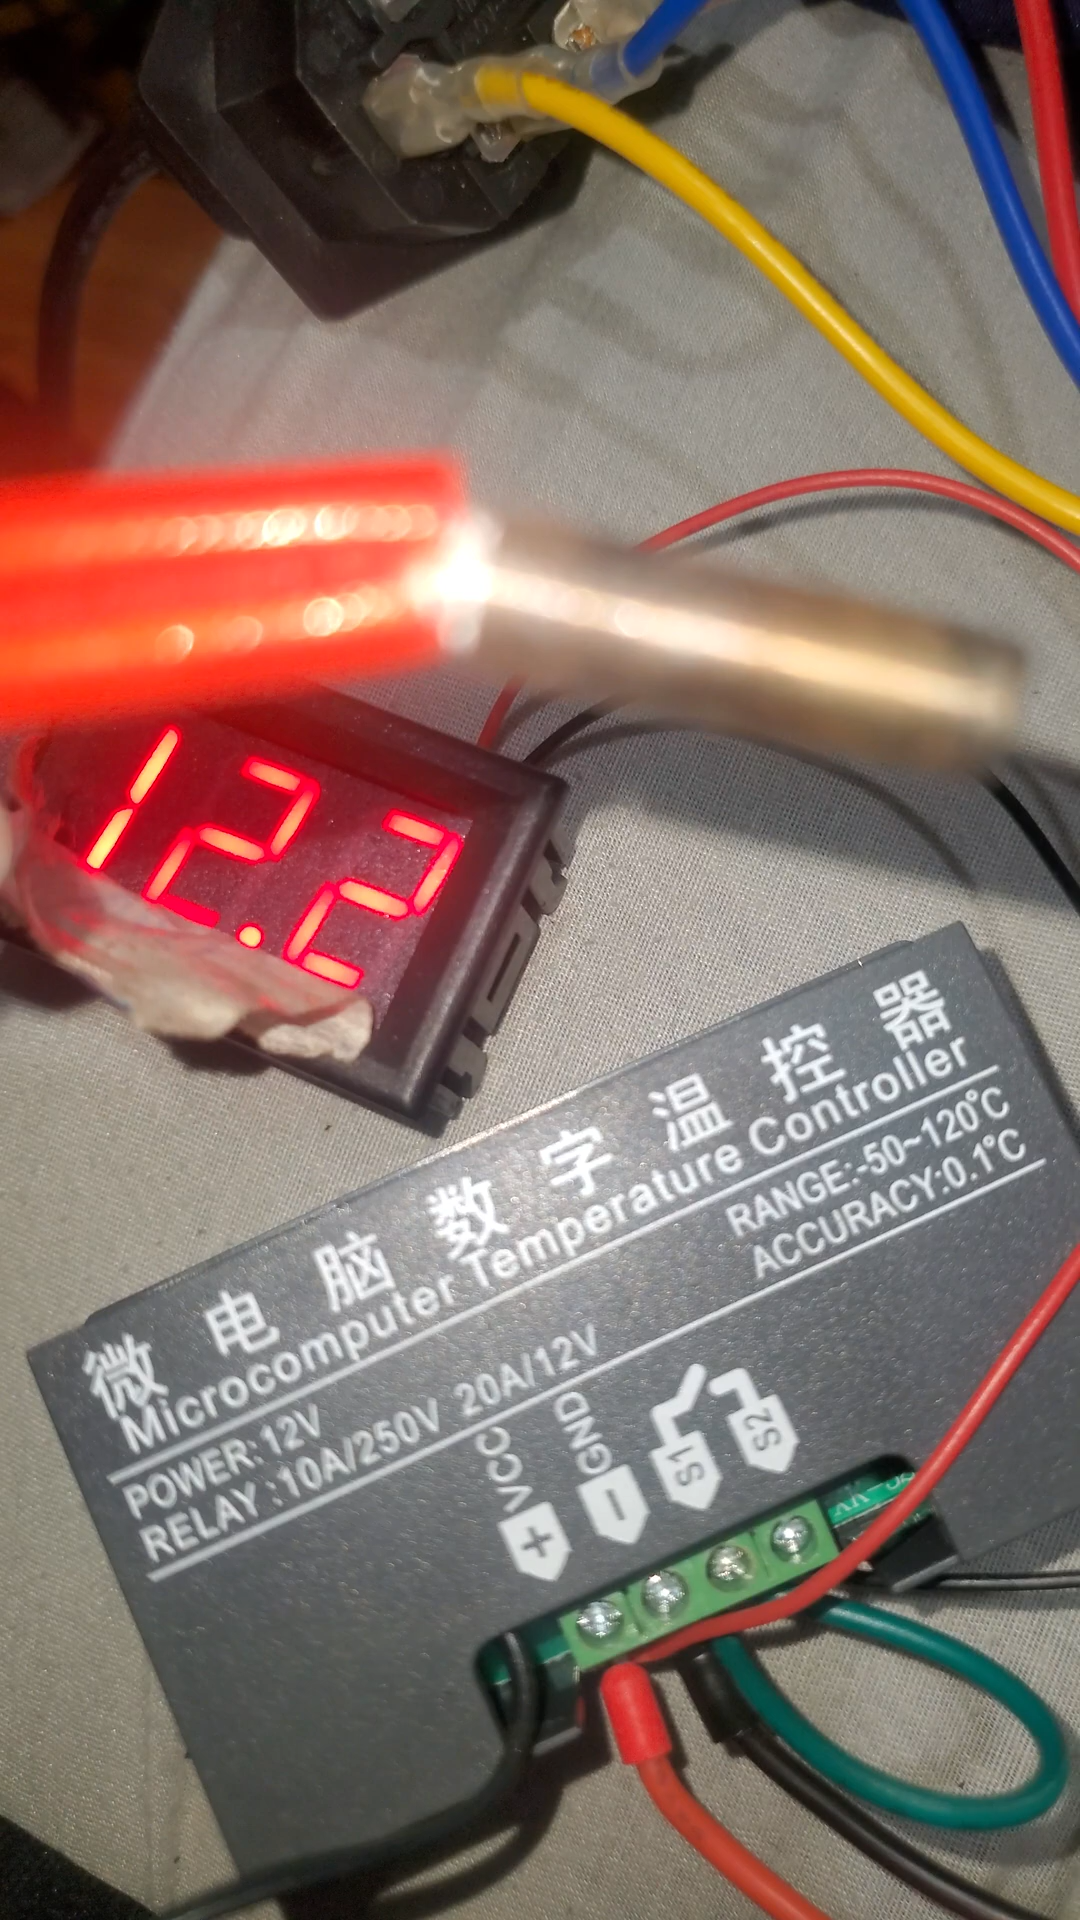 12.2
微电脑数字温控器
Microcomputer Temperature Controller
POWER:12V
RELAY:10A/250V 20A/12V
RANGE:-50~120℃
ACCURACY:0.1℃
VCC GND
+ − S1 S2